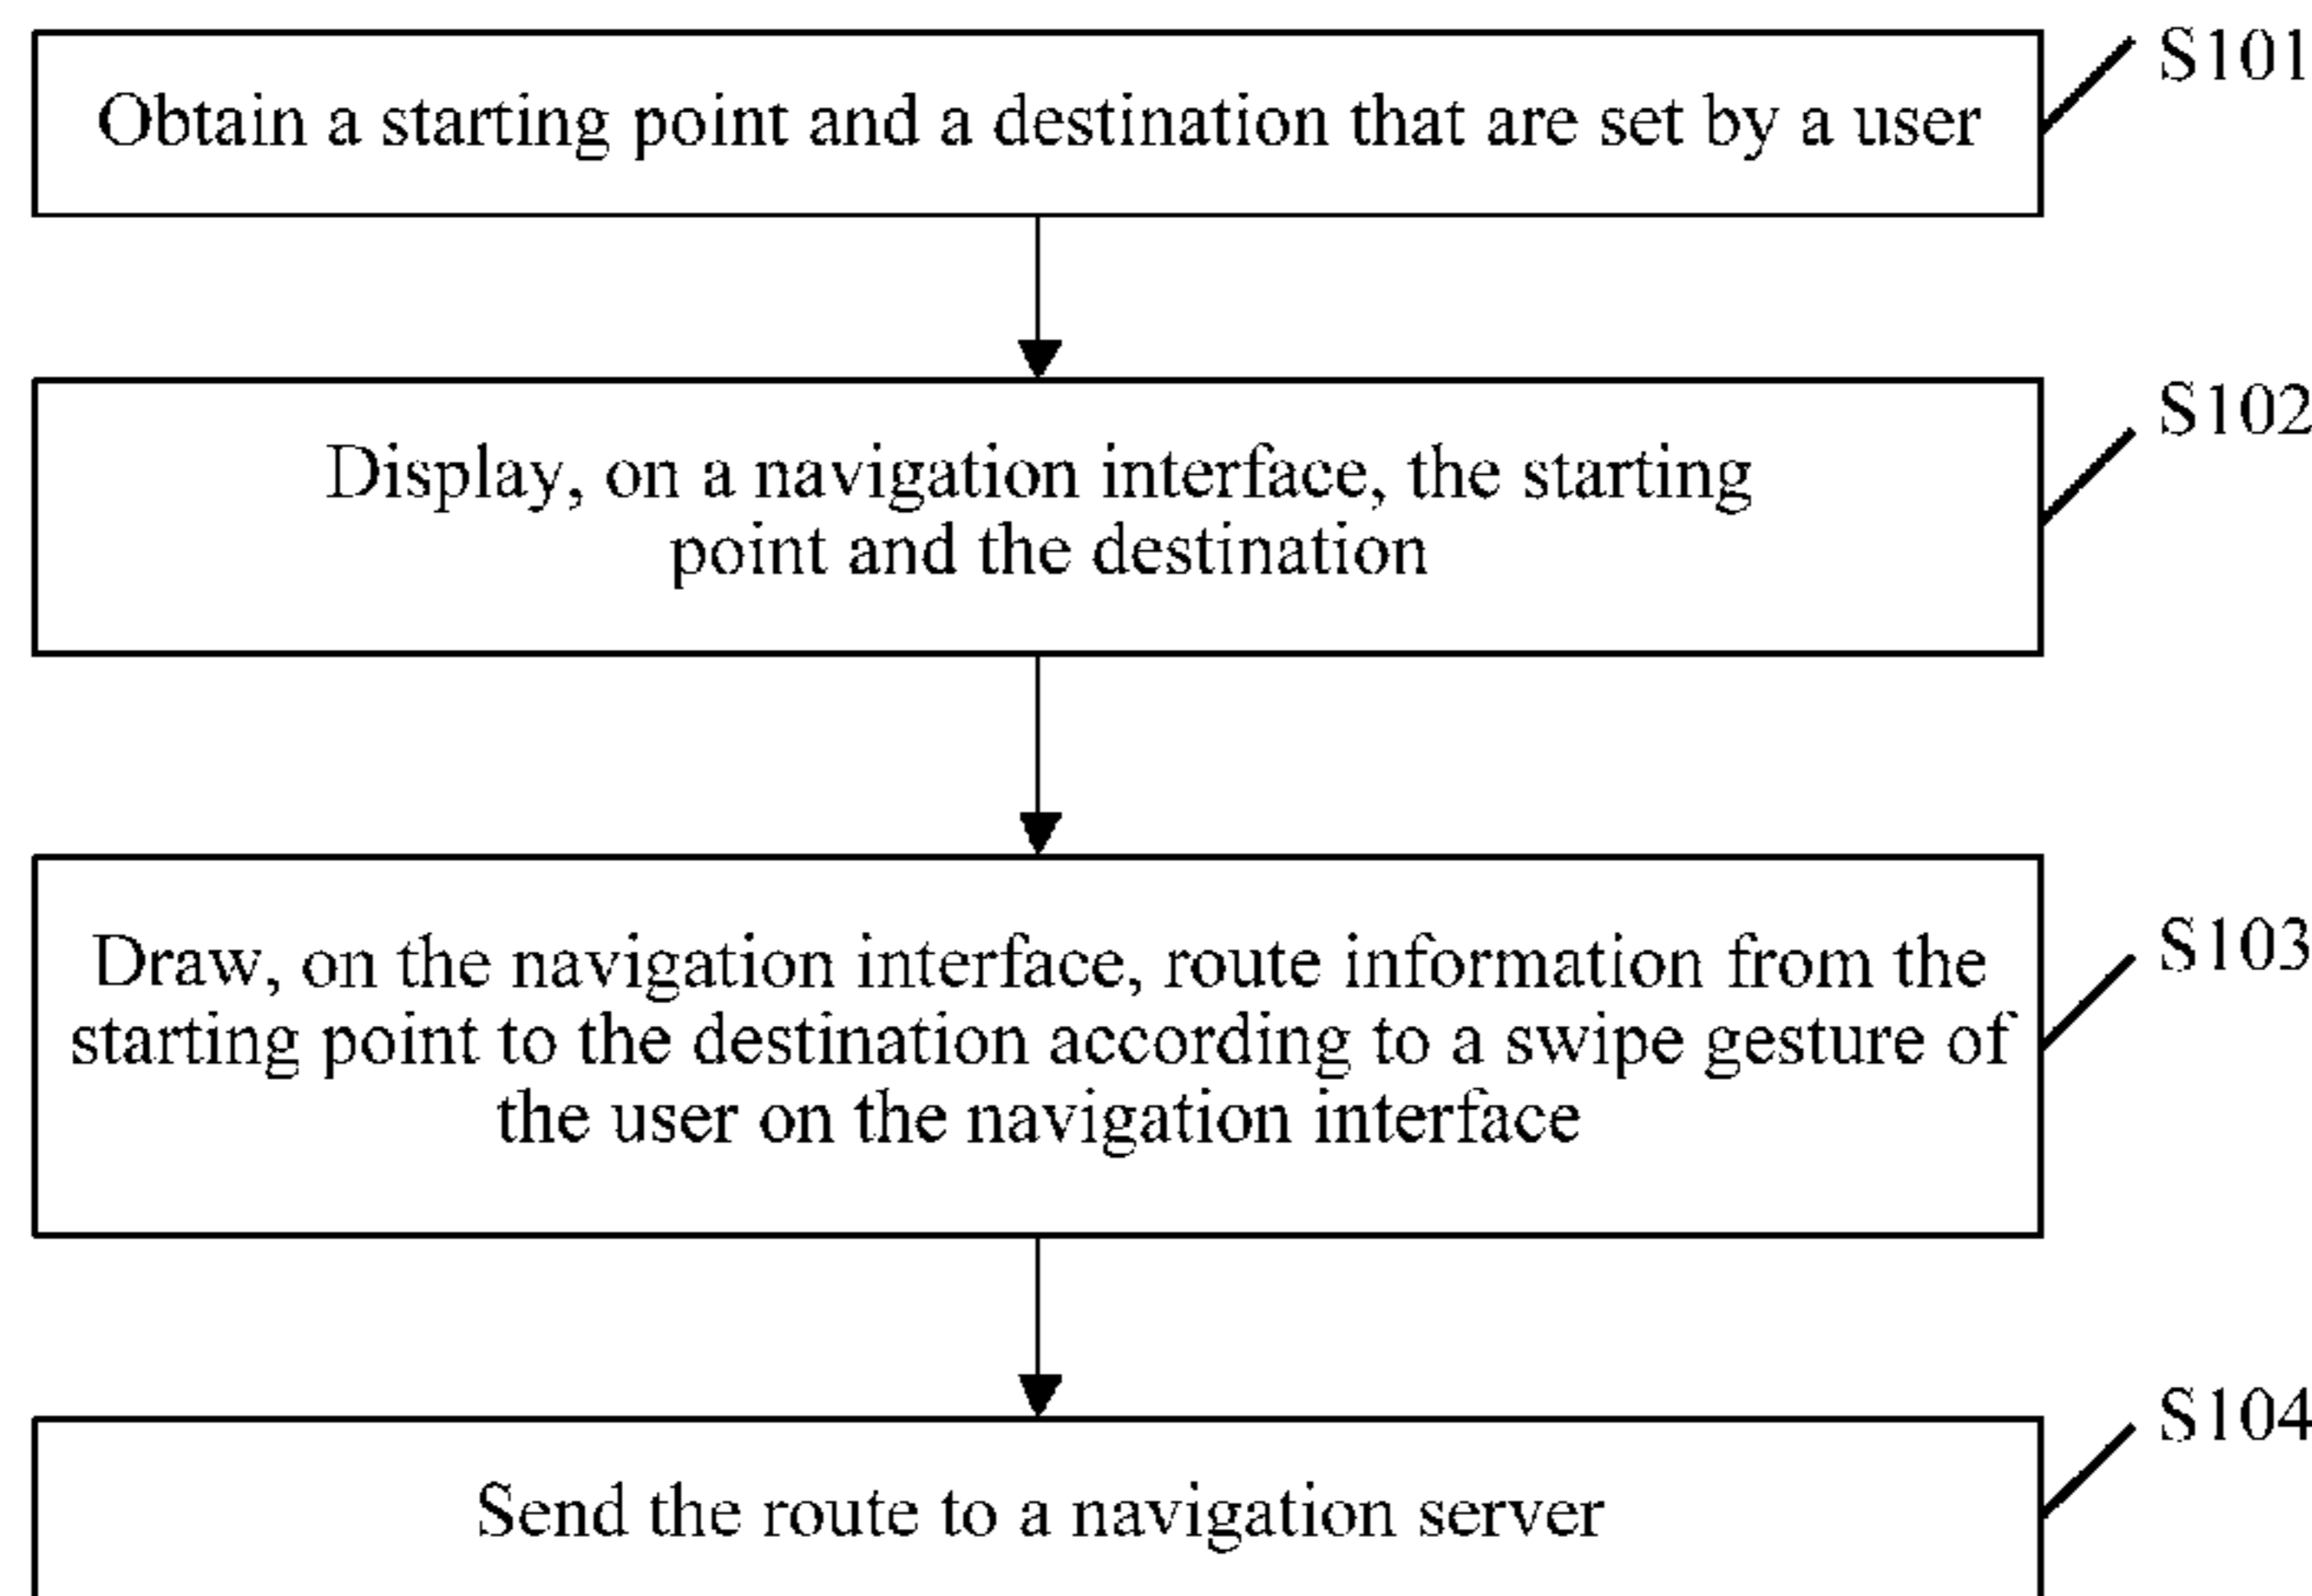 S101
Obtain a starting point and a destination that are set by a user
S102
Display, on a navigation interface, the starting
point and the destination
S103
Draw, on the navigation interface, route information from the
starting point to the destination according to a swipe gesture of
the user on the navigation interface
S104
Send the route to a navigation server